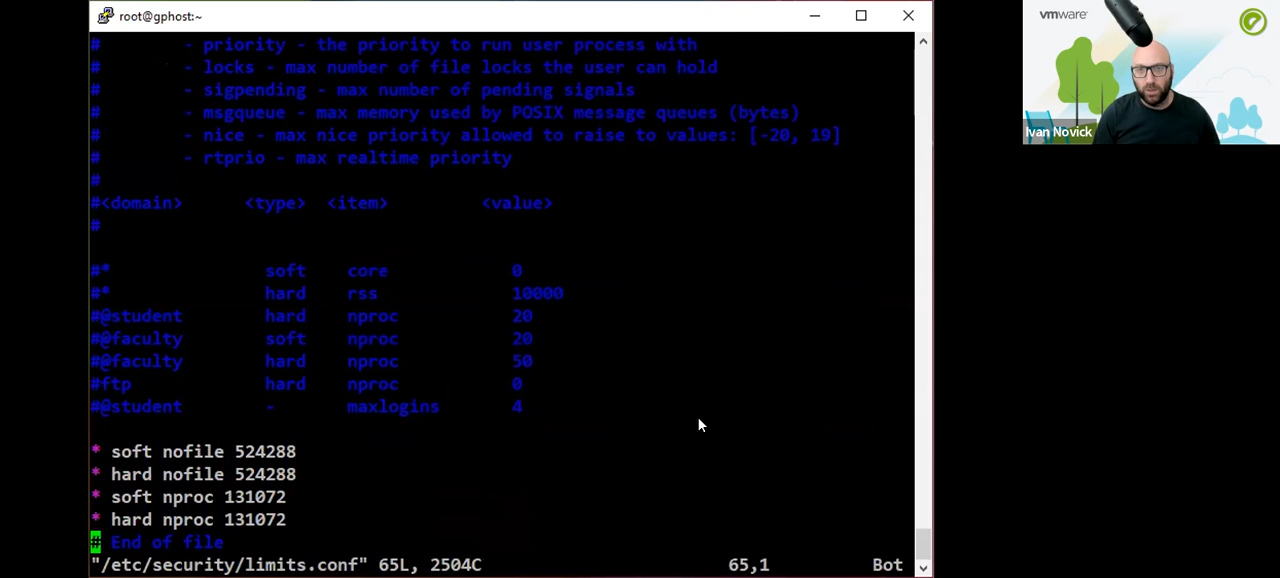 root@gphost:~
#        - priority - the priority to run user process with
#        - locks - max number of file locks the user can hold
#        - sigpending - max number of pending signals
#        - msgqueue - max memory used by POSIX message queues (bytes)
#        - nice - max nice priority allowed to raise to values: [-20, 19]
#        - rtprio - max realtime priority
#
#<domain>      <type>  <item>         <value>
#
#*               soft    core            0
#*               hard    rss             10000
#@student        hard    nproc           20
#@faculty        soft    nproc           20
#@faculty        hard    nproc           50
#ftp             hard    nproc           0
#@student        -       maxlogins       4
* soft nofile 524288
* hard nofile 524288
* soft nproc 131072
* hard nproc 131072
# End of file
"/etc/security/limits.conf" 65L, 2504C                        65,1          Bot
vmware
Ivan Novick